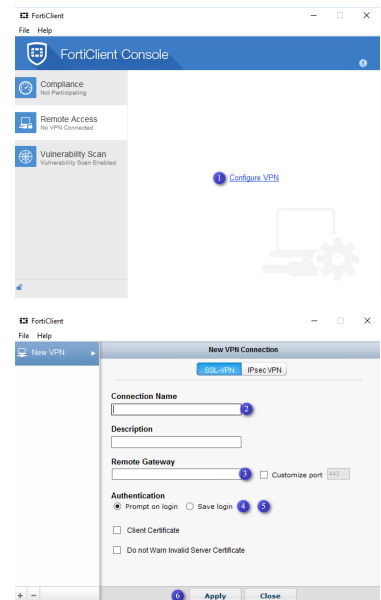 FortiClient
File Help
FortiClient Console
Compliance
Not Participating
Remote Access
No VPN Connected
Vulnerability Scan
Vulnerability Scan Enabled
1 Configure VPN
FortiClient
File Help
New VPN
New VPN Connection
SSL-VPN IPsec VPN
Connection Name
2
Description
Remote Gateway
3 Customize port 443
Authentication
Prompt on login Save login 4 5
Client Certificate
Do not Warn Invalid Server Certificate
+ − 6 Apply Close